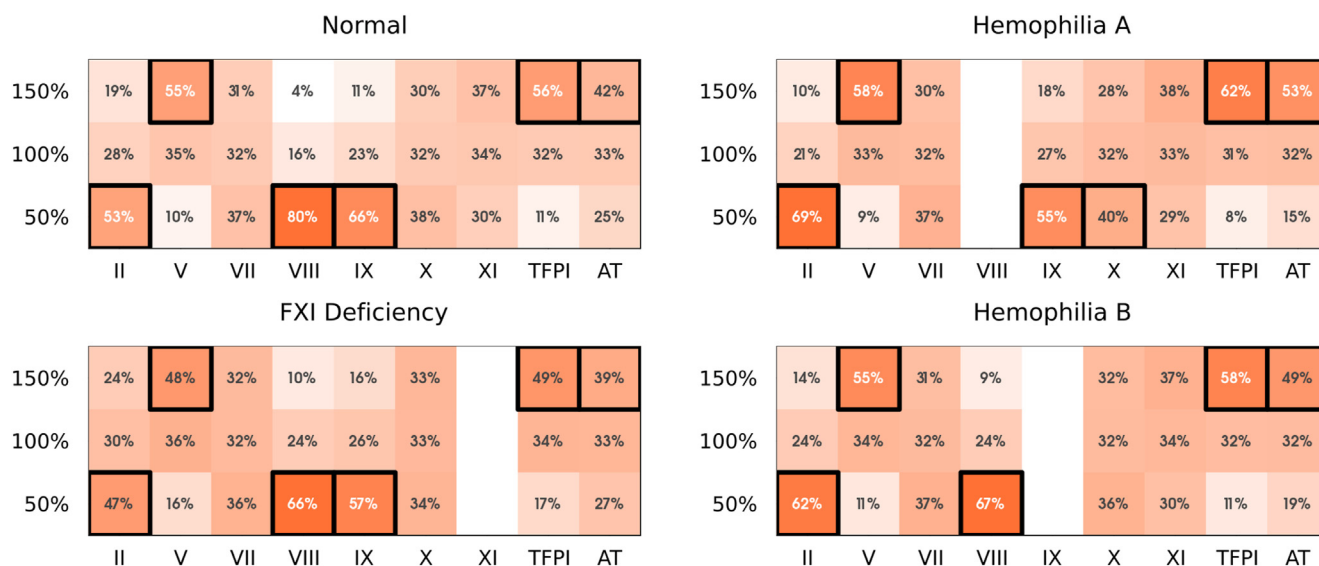 Normal
150% 19% 55% 31% 4% 11% 30% 37% 56% 42%
100% 28% 35% 32% 16% 23% 32% 34% 32% 33%
50% 53% 10% 37% 80% 66% 38% 30% 11% 25%
II V VII VIII IX X XI TFPI AT
Hemophilia A
150% 10% 58% 30% 18% 28% 38% 62% 53%
100% 21% 33% 32% 27% 32% 33% 31% 32%
50% 69% 9% 37% 55% 40% 29% 8% 15%
II V VII VIII IX X XI TFPI AT
FXI Deficiency
150% 24% 48% 32% 10% 16% 33% 49% 39%
100% 30% 36% 32% 24% 26% 33% 34% 33%
50% 47% 16% 36% 66% 57% 34% 17% 27%
II V VII VIII IX X XI TFPI AT
Hemophilia B
150% 14% 55% 31% 9% 32% 37% 58% 49%
100% 24% 34% 32% 24% 32% 34% 32% 32%
50% 62% 11% 37% 67% 36% 30% 11% 19%
II V VII VIII IX X XI TFPI AT